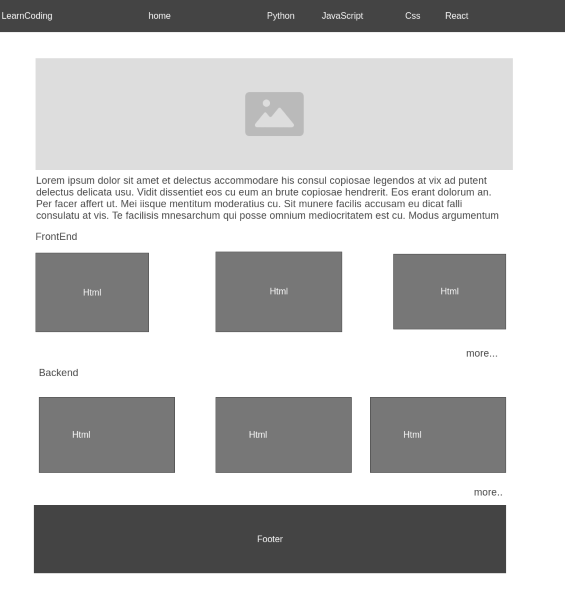 LearnCoding home Python JavaScript Css React
Lorem ipsum dolor sit amet et delectus accommodare his consul copiosae legendos at vix ad putent
delectus delicata usu. Vidit dissentiet eos cu eum an brute copiosae hendrerit. Eos erant dolorum an.
Per facer affert ut. Mei iisque mentitum moderatius cu. Sit munere facilis accusam eu dicat falli
consulatu at vis. Te facilisis mnesarchum qui posse omnium mediocritatem est cu. Modus argumentum
FrontEnd
Html Html Html
more...
Backend
Html Html Html
more..
Footer